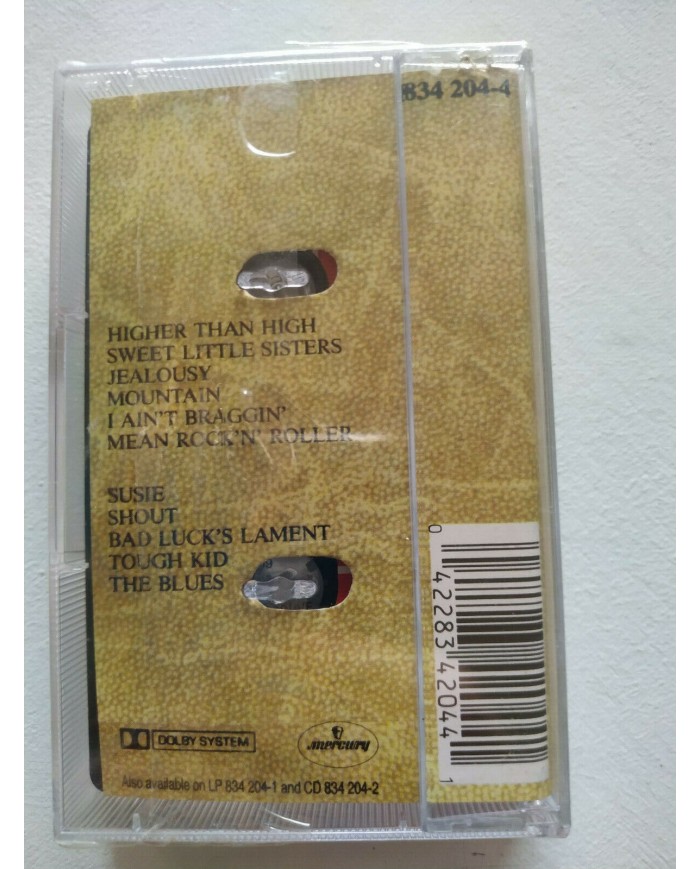 834 204-4
HIGHER THAN HIGH
SWEET LITTLE SISTERS
JEALOUSY
MOUNTAIN
I AIN'T BRAGGIN'
MEAN ROCK'N' ROLLER
SUSIE
SHOUT
BAD LUCK'S LAMENT
TOUGH KID
THE BLUES
0 42283 42044 1
DOLBY SYSTEM
mercury
Also available on LP 834 204-1 and CD 834 204-2